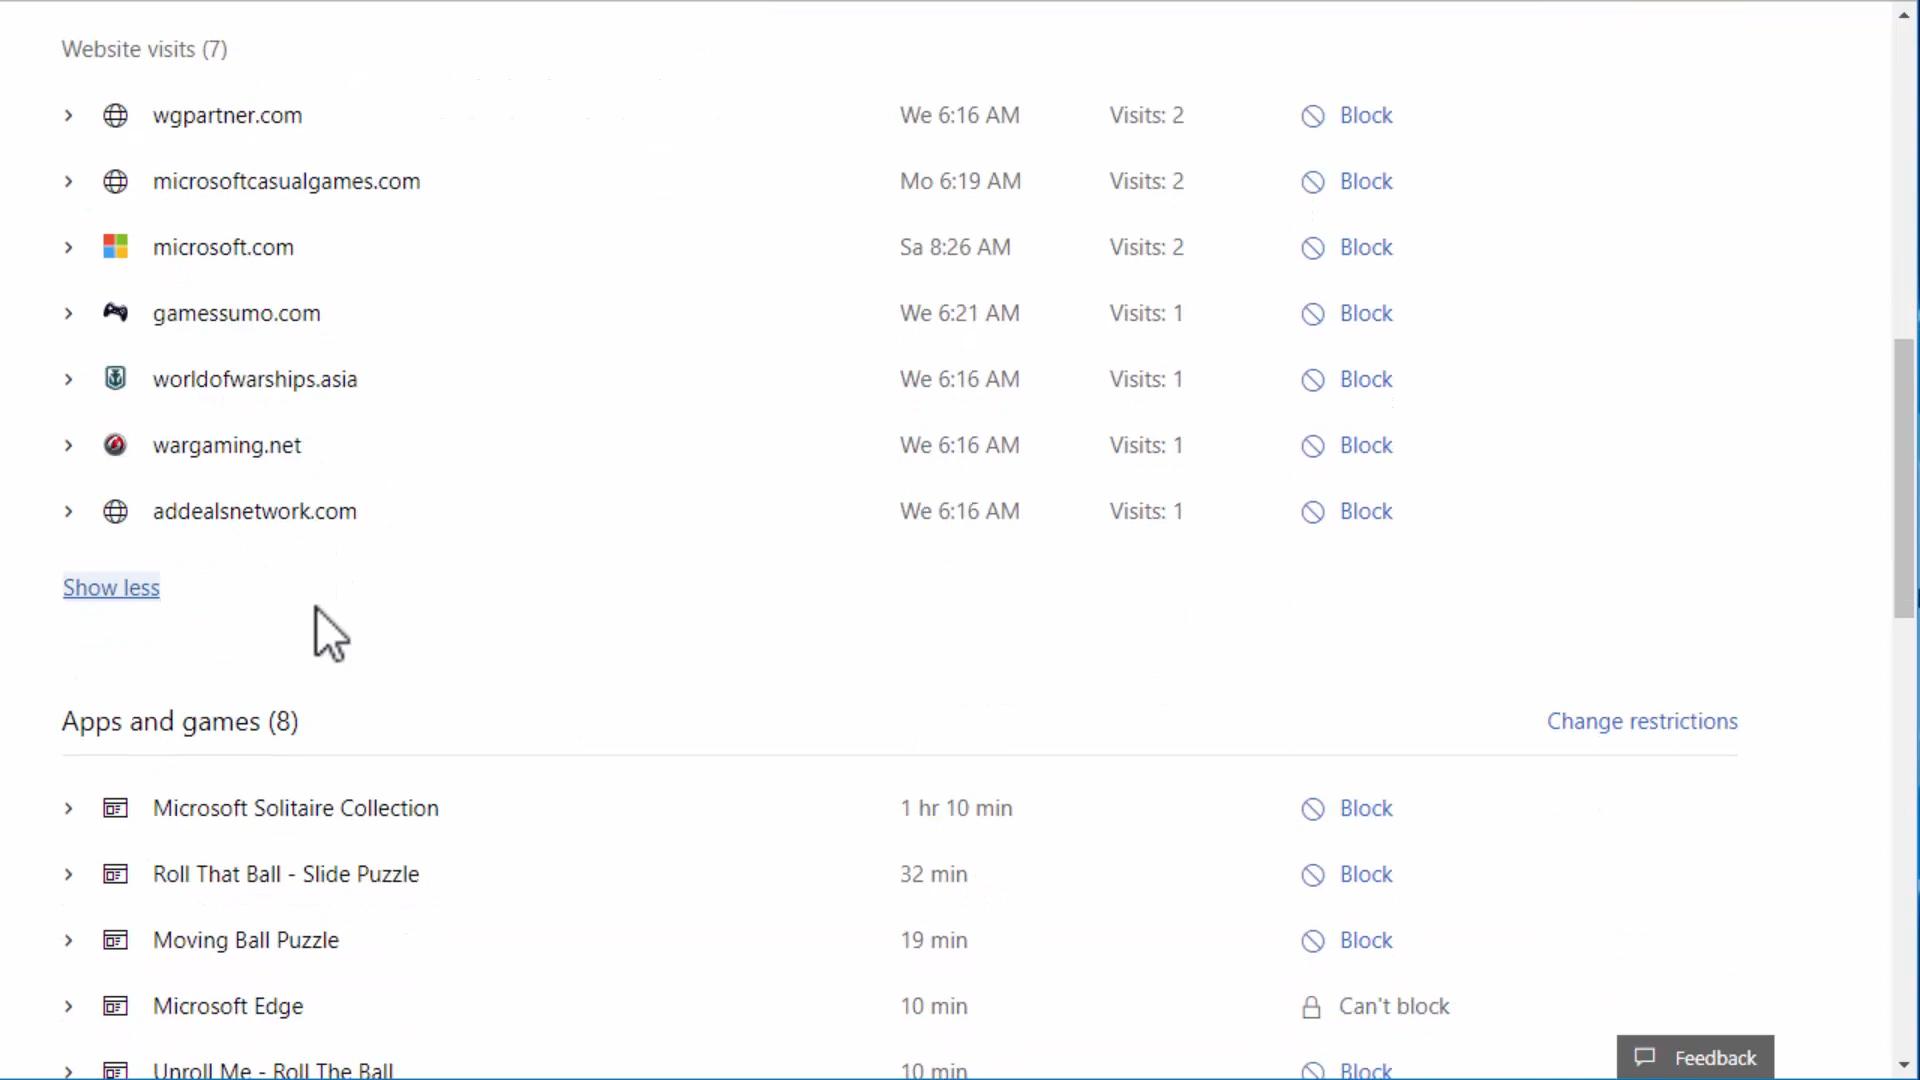 Website visits (7)
wgpartner.com We 6:16 AM Visits: 2 Block
microsoftcasualgames.com Mo 6:19 AM Visits: 2 Block
microsoft.com Sa 8:26 AM Visits: 2 Block
gamessumo.com We 6:21 AM Visits: 1 Block
worldofwarships.asia We 6:16 AM Visits: 1 Block
wargaming.net We 6:16 AM Visits: 1 Block
addealsnetwork.com We 6:16 AM Visits: 1 Block
Show less
Apps and games (8) Change restrictions
Microsoft Solitaire Collection 1 hr 10 min Block
Roll That Ball - Slide Puzzle 32 min Block
Moving Ball Puzzle 19 min Block
Microsoft Edge 10 min Can't block
Feedback
Unroll Me - Roll The Ball 10 min Block